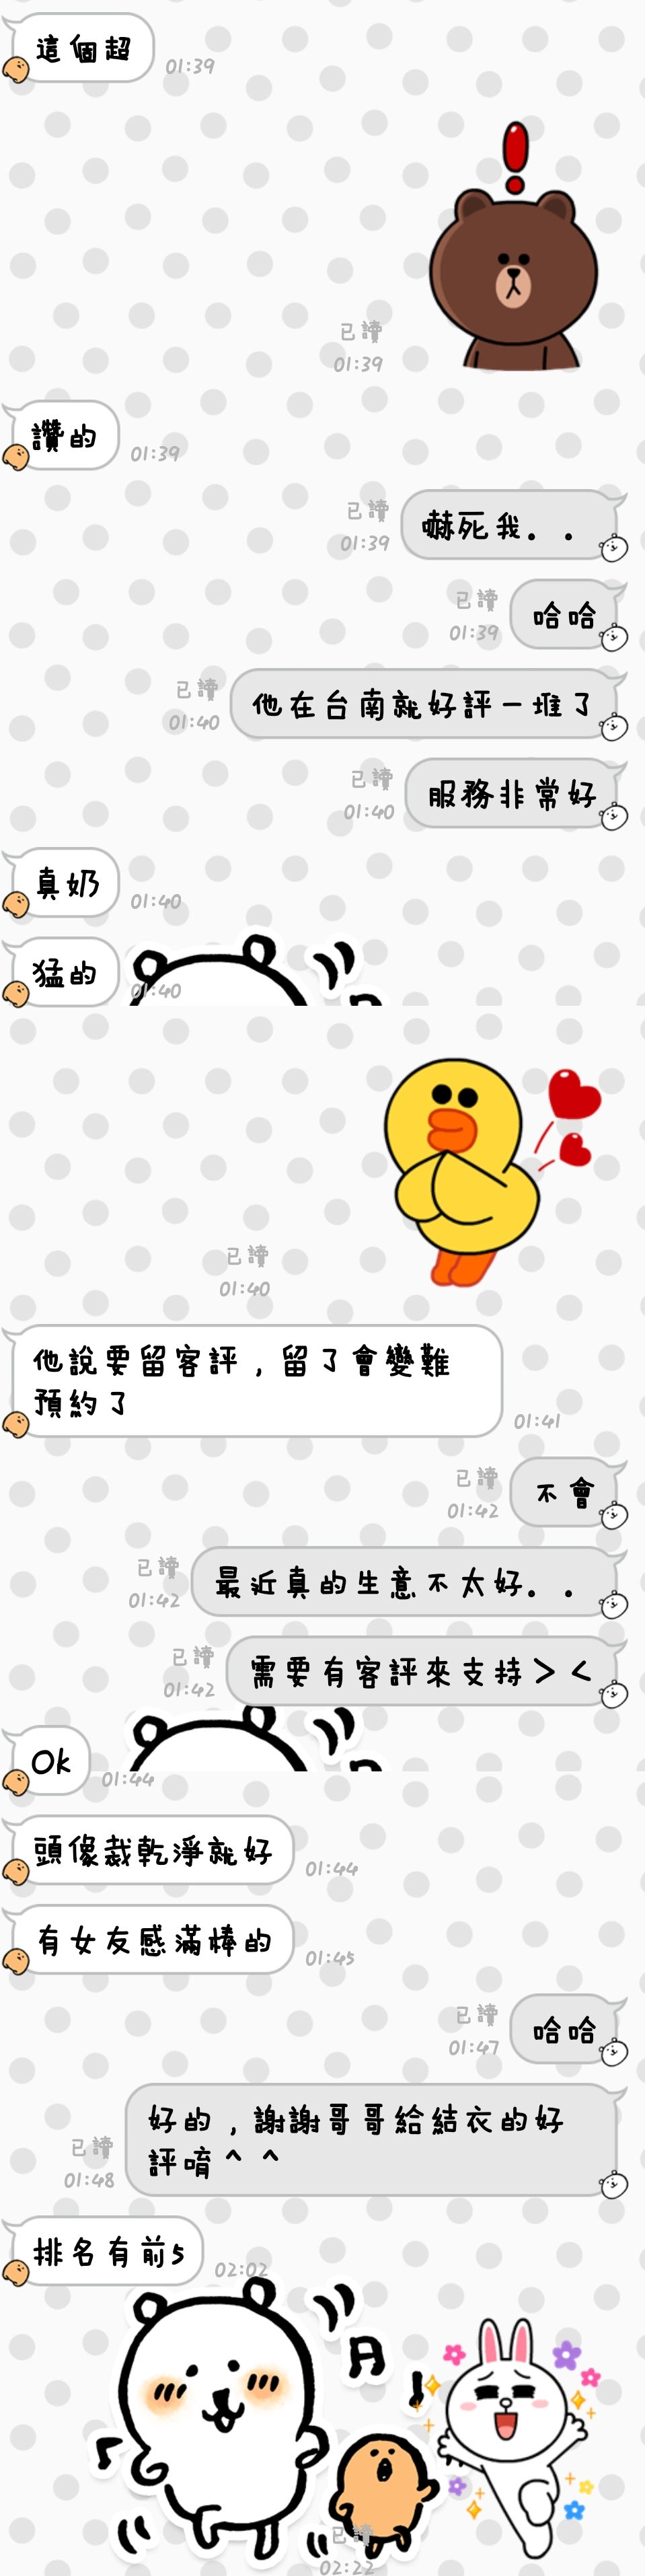 這個超
01:39
已讀
01:39
讚的
01:39
已讀
01:39
嚇死我．．
已讀
01:39
哈哈
已讀
01:40
他在台南就好評一堆了
已讀
01:40
服務非常好
真奶
01:40
猛的
01:40
已讀
01:40
他說要留客評，留了會變難
預約了
01:41
已讀
01:42
不會
已讀
01:42
最近真的生意不太好．．
已讀
01:42
需要有客評來支持＞＜
Ok
01:44
頭像裁乾淨就好
01:44
有女友感滿棒的
01:45
已讀
01:47
哈哈
好的，謝謝哥哥給結衣的好
評唷＾＾
已讀
01:48
排名有前5
02:02
已讀
02:22